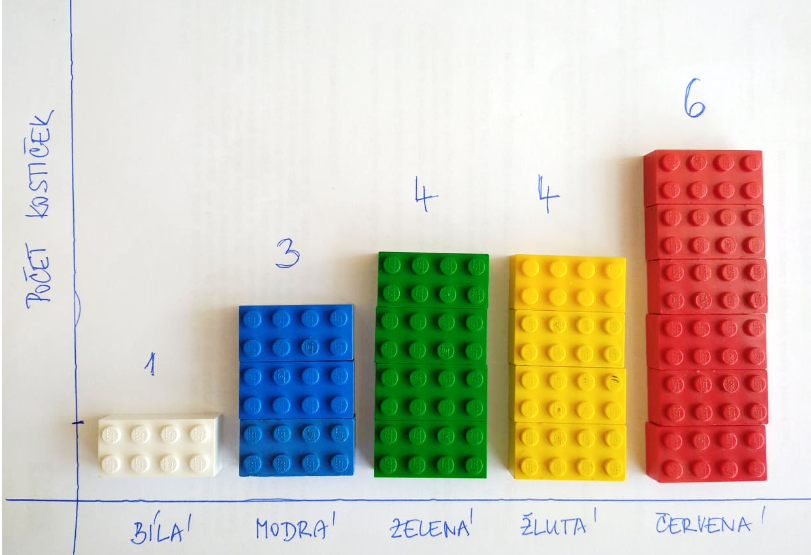 POČET KOSTIČEK
1
3
4
4
6
BÍLÁ
MODRÁ
ZELENÁ
ŽLUTÁ
ČERVENÁ